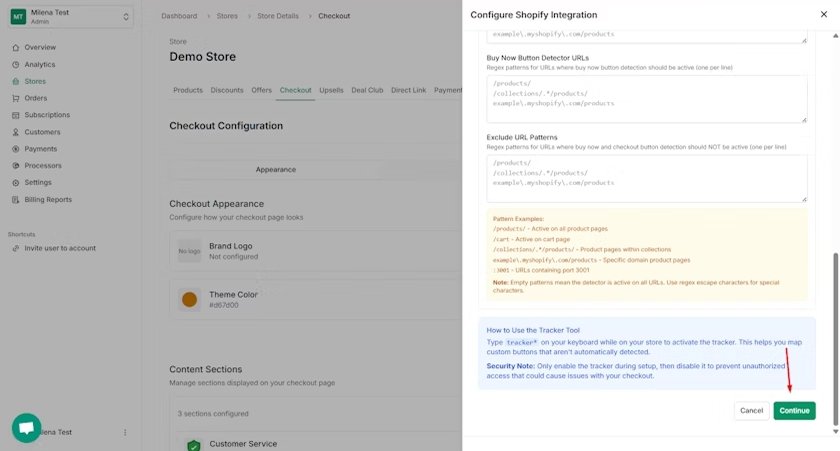 MT
Milena Test
Admin
Overview
Analytics
Stores
Orders
Subscriptions
Customers
Payments
Processors
Settings
Billing Reports
Shortcuts
Invite user to account
lena Test
Dashboard > Stores > Store Details > Checkout
Store
Demo Store
Products Discounts Offers Checkout Upsells Deal Club Direct Link Payment
Checkout Configuration
Appearance
Checkout Appearance
Configure how your checkout page looks
No logo
Brand Logo
Not configured
Theme Color
#d67d00
Content Sections
Manage sections displayed on your checkout page
3 sections configured
Customer Service
Configure Shopify Integration
example\.myshopify\.com/products
Buy Now Button Detector URLs
Regex patterns for URLs where buy now button detection should be active (one per line)
/products/
/collections/.*/products/
example\.myshopify\.com/products
Exclude URL Patterns
Regex patterns for URLs where buy now and checkout button detection should NOT be active (one per line)
/products/
/collections/.*/products/
example\.myshopify\.com/products
Pattern Examples:
/products/ - Active on all product pages
/cart - Active on cart page
/collections/.*/products/ - Product pages within collections
example\.myshopify\.com/products - Specific domain product pages
:3001 - URLs containing port 3001
Note: Empty patterns mean the detector is active on all URLs. Use regex escape characters for special
characters.
How to Use the Tracker Tool
Type tracker* on your keyboard while on your store to activate the tracker. This helps you map
custom buttons that aren't automatically detected.
Security Note: Only enable the tracker during setup, then disable it to prevent unauthorized
access that could cause issues with your checkout.
Cancel
Continue